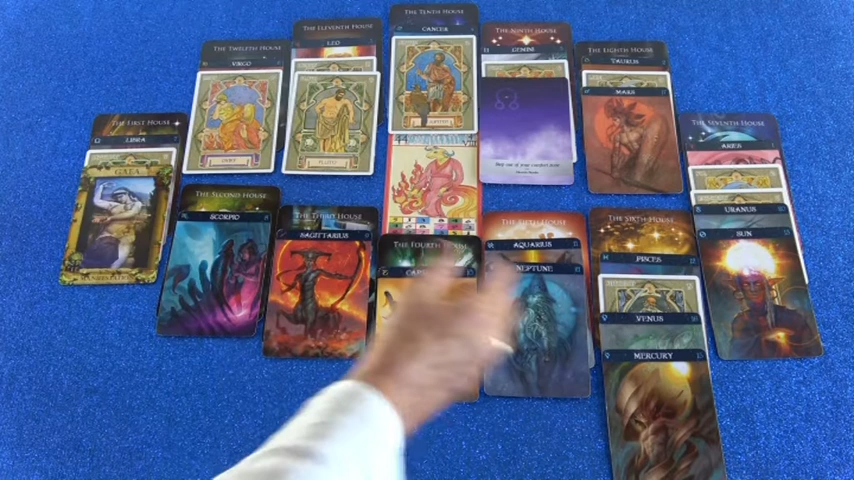 THE TENTH HOUSE
CANCER
THE ELEVENTH HOUSE
LEO
THE NINTH HOUSE
GEMINI
THE TWELFTH HOUSE
VIRGO
THE EIGHTH HOUSE
TAURUS
MARS
THE FIRST HOUSE
LIBRA
GAEA
THE SEVENTH HOUSE
ARIES
URANUS
SUN
PLUTO
JUPITER
THE SECOND HOUSE
SCORPIO
THE THIRD HOUSE
SAGITTARIUS
THE FOURTH HOUSE
THE FIFTH HOUSE
AQUARIUS
NEPTUNE
THE SIXTH HOUSE
PISCES
VENUS
MERCURY